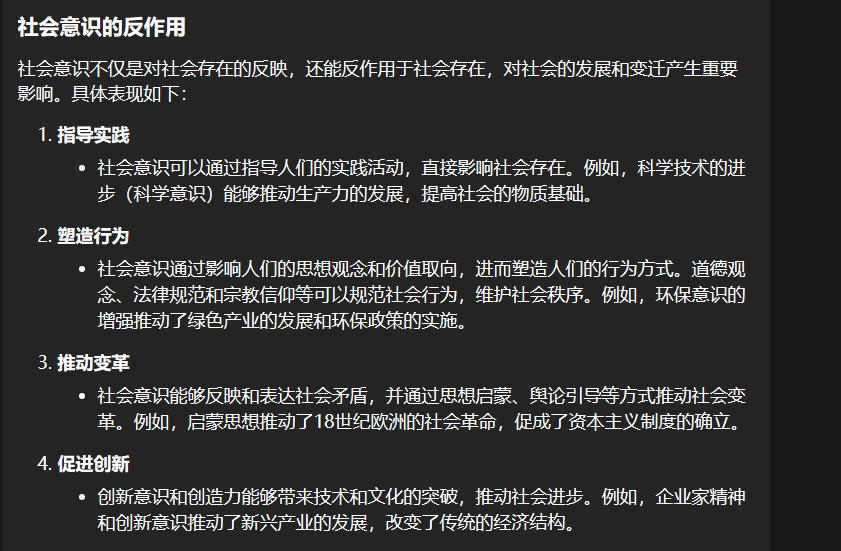 社会意识的反作用
社会意识不仅是对社会存在的反映，还能反作用于社会存在，对社会的发展和变迁产生重要
影响。具体表现如下：
1. 指导实践
• 社会意识可以通过指导人们的实践活动，直接影响社会存在。例如，科学技术的进
步（科学意识）能够推动生产力的发展，提高社会的物质基础。
2. 塑造行为
• 社会意识通过影响人们的思想观念和价值取向，进而塑造人们的行为方式。道德观
念、法律规范和宗教信仰等可以规范社会行为，维护社会秩序。例如，环保意识的
增强推动了绿色产业的发展和环保政策的实施。
3. 推动变革
• 社会意识能够反映和表达社会矛盾，并通过思想启蒙、舆论引导等方式推动社会变
革。例如，启蒙思想推动了18世纪欧洲的社会革命，促成了资本主义制度的确立。
4. 促进创新
• 创新意识和创造力能够带来技术和文化的突破，推动社会进步。例如，企业家精神
和创新意识推动了新兴产业的发展，改变了传统的经济结构。